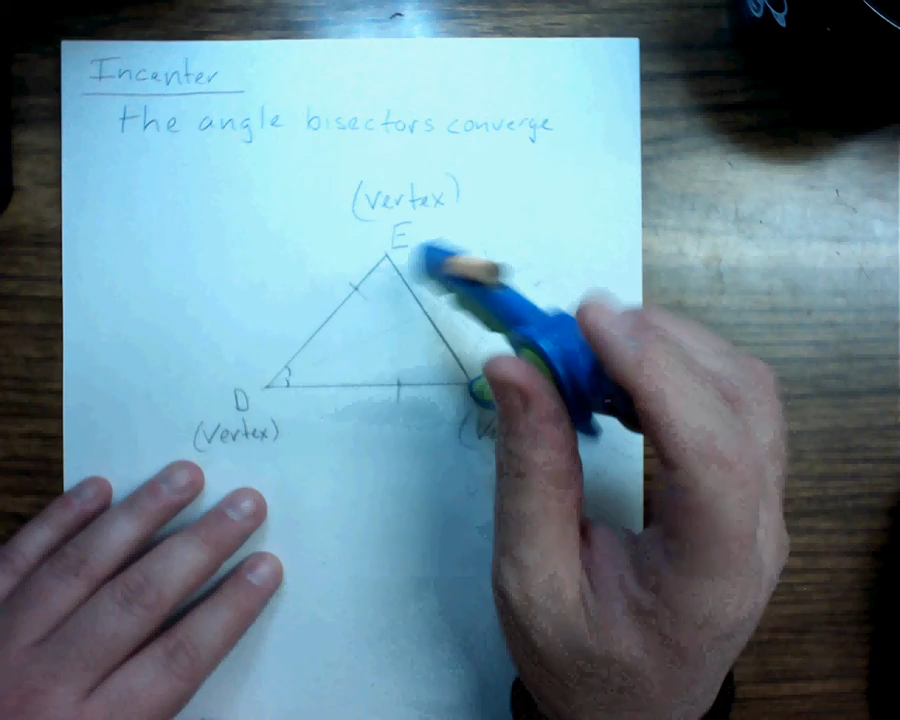 Incenter
the angle bisectors converge
(vertex)
E
D
(vertex)